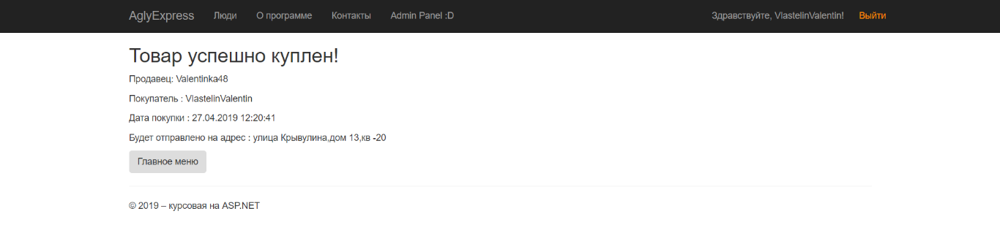 AglyExpress Люди О программе Контакты Admin Panel :D Здравствуйте, VlastelinValentin! Выйти
Товар успешно куплен!
Продавец: Valentinka48
Покупатель : VlastelinValentin
Дата покупки : 27.04.2019 12:20:41
Будет отправлено на адрес : улица Крывулина,дом 13,кв -20
Главное меню
© 2019 – курсовая на ASP.NET